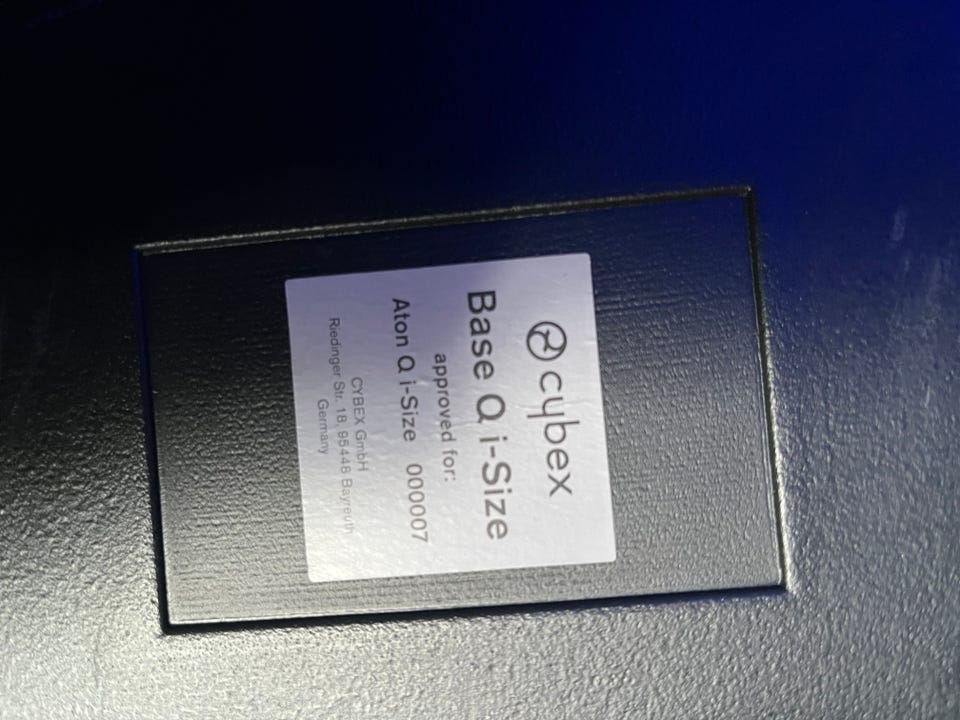 cybex
Base Q i-Size
approved for:
Aton Q i-Size 000007
CYBEX GmbH
Riedinger Str. 18, 95448 Bayreuth
Germany